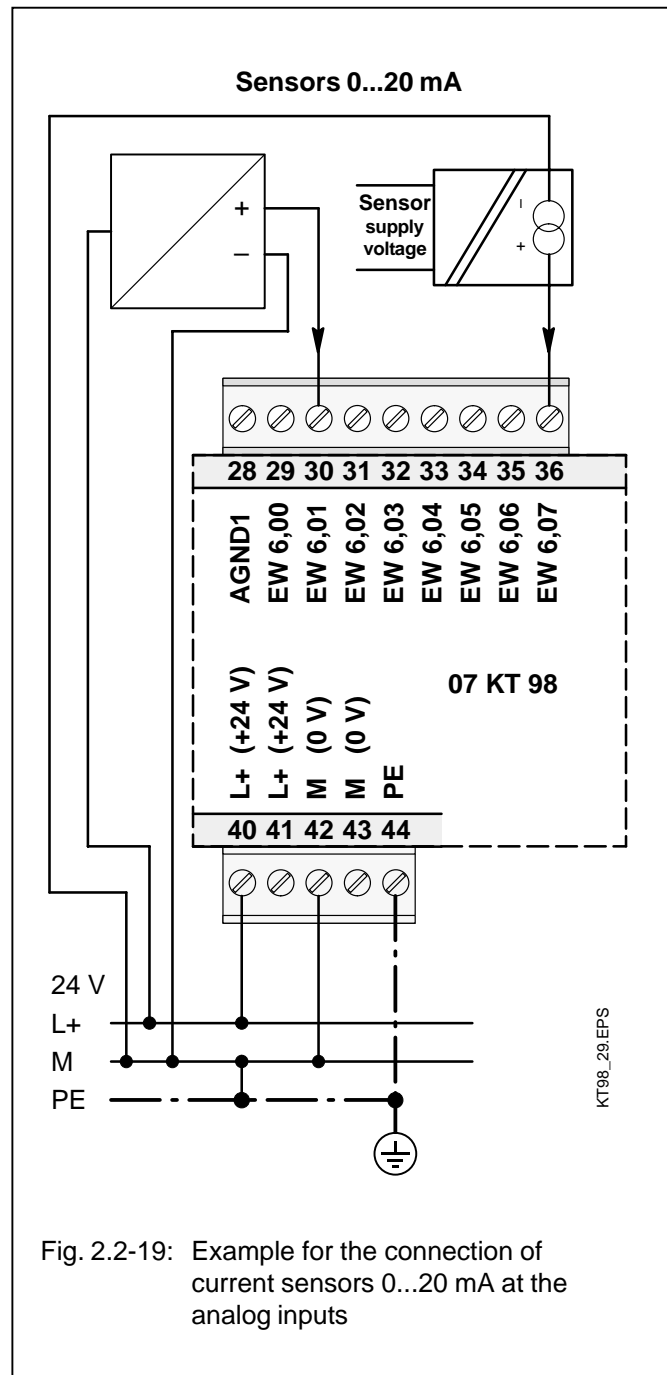 Sensors 0...20 mA
+
–
Sensor
supply
voltage
I
+
28 29 30 31 32 33 34 35 36
AGND1
EW 6,00
EW 6,01
EW 6,02
EW 6,03
EW 6,04
EW 6,05
EW 6,06
EW 6,07
07 KT 98
L+ (+24 V)
L+ (+24 V)
M (0 V)
M (0 V)
PE
40 41 42 43 44
24 V
L+
M
PE
KT98_29.EPS
Fig. 2.2-19: Example for the connection of
current sensors 0...20 mA at the
analog inputs